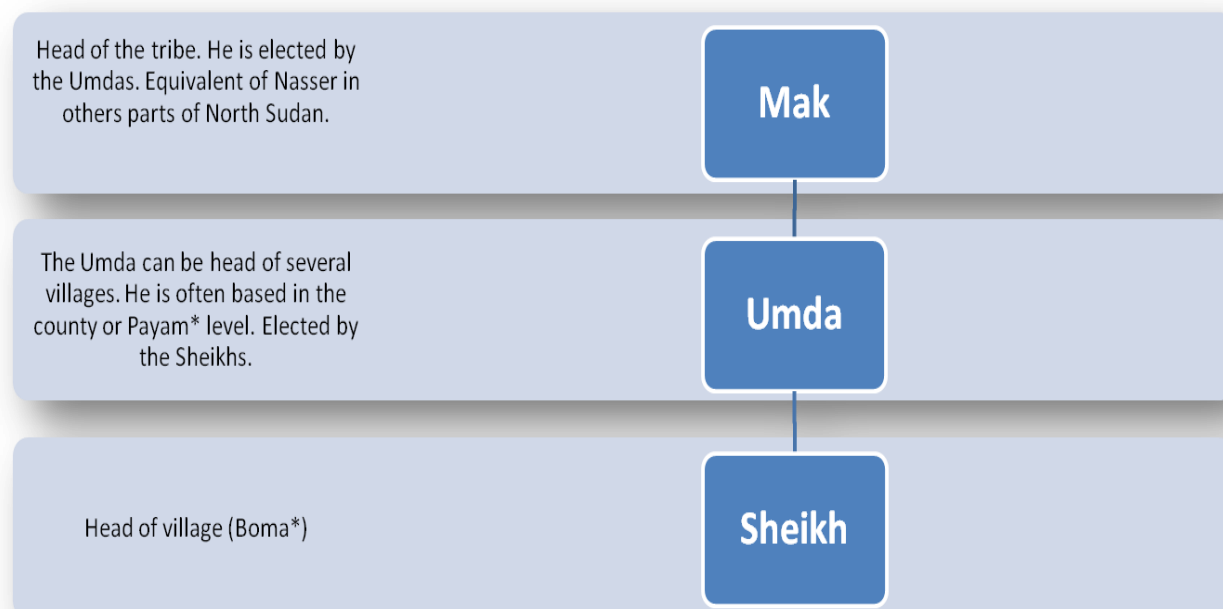 Head of the tribe. He is elected by
the Umdas. Equivalent of Nasser in
others parts of North Sudan.
Mak
The Umda can be head of several
villages. He is often based in the
county or Payam* level. Elected by
the Sheikhs.
Umda
Head of village (Boma*)
Sheikh